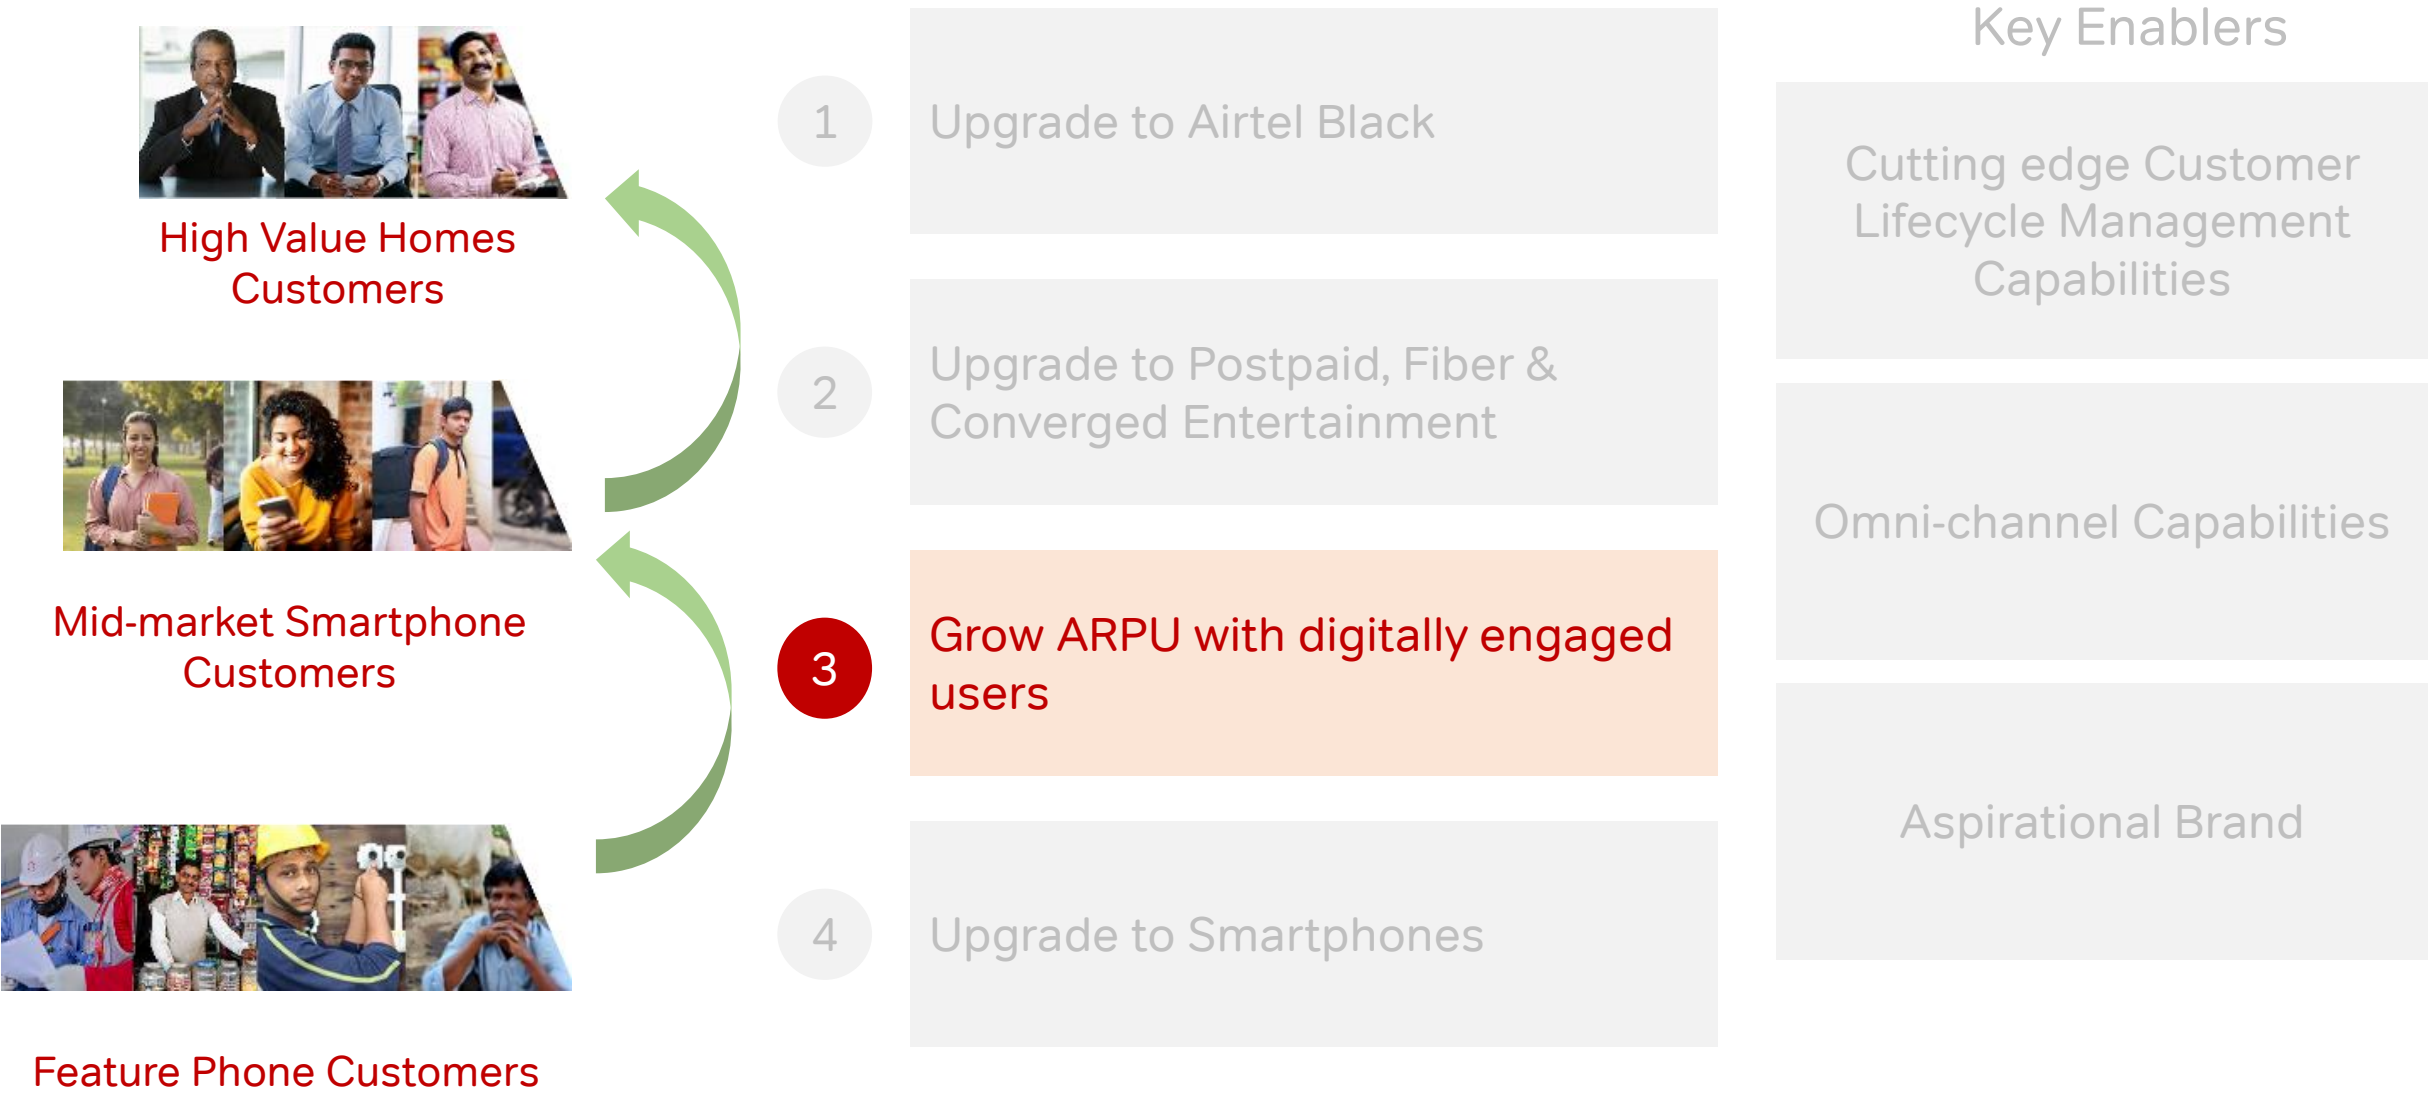 High Value Homes
Customers
Mid-market Smartphone
Customers
Feature Phone Customers
1
Upgrade to Airtel Black
2
Upgrade to Postpaid, Fiber &
Converged Entertainment
3
Grow ARPU with digitally engaged
users
4
Upgrade to Smartphones
Key Enablers
Cutting edge Customer
Lifecycle Management
Capabilities
Omni-channel Capabilities
Aspirational Brand